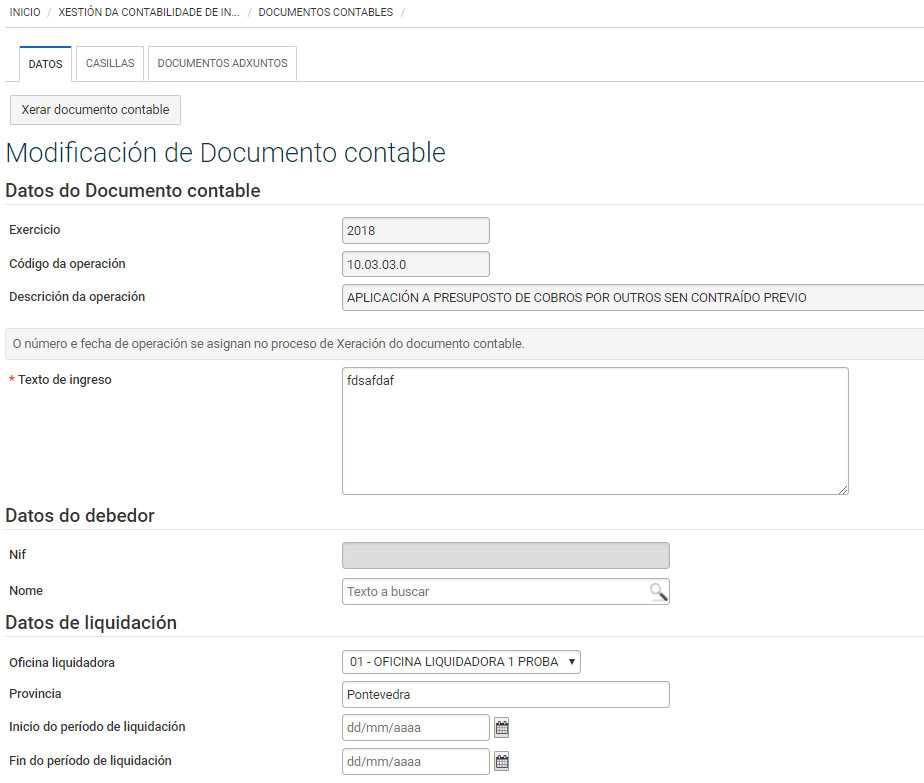 INICIO / XESTIÓN DA CONTABILIDADE DE IN... / DOCUMENTOS CONTABLES /
DATOS CASILLAS DOCUMENTOS ADXUNTOS
Xerar documento contable
Modificación de Documento contable
Datos do Documento contable
Exercicio 2018
Código da operación 10.03.03.0
Descrición da operación APLICACIÓN A PRESUPOSTO DE COBROS POR OUTROS SEN CONTRAÍDO PREVIO
O número e fecha de operación se asignan no proceso de Xeración do documento contable.
* Texto de ingreso fdsafdaf
Datos do debedor
Nif
Nome Texto a buscar
Datos de liquidación
Oficina liquidadora 01 - OFICINA LIQUIDADORA 1 PROBA
Provincia Pontevedra
Inicio do período de liquidación dd/mm/aaaa
Fin do período de liquidación dd/mm/aaaa